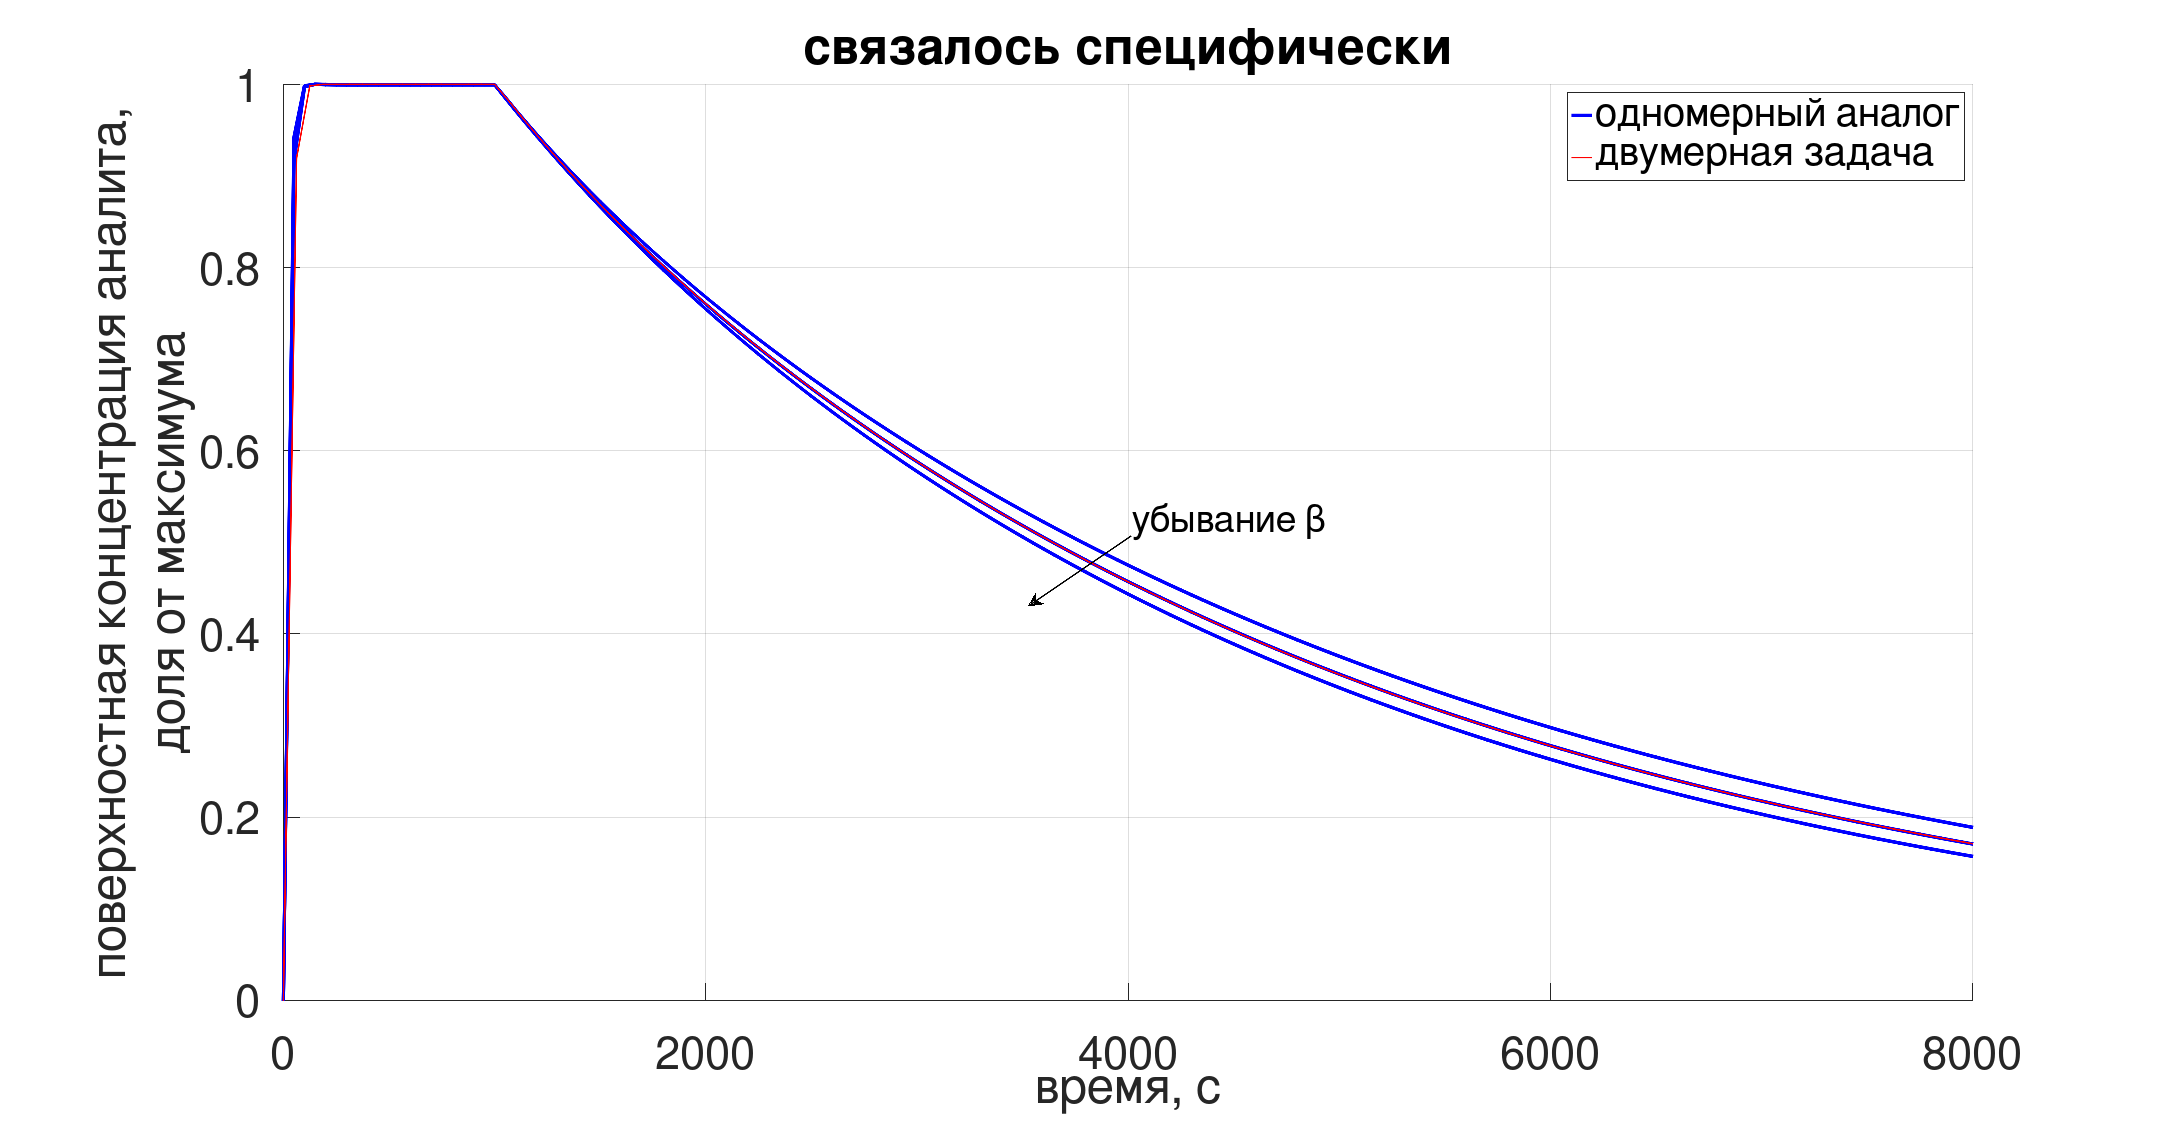 связалось специфически
поверхностная концентрация аналита,
доля от максимума
1
0.8
0.6
0.4
0.2
0
одномерный аналог
двумерная задача
убывание β
0
2000
4000
6000
8000
время, с